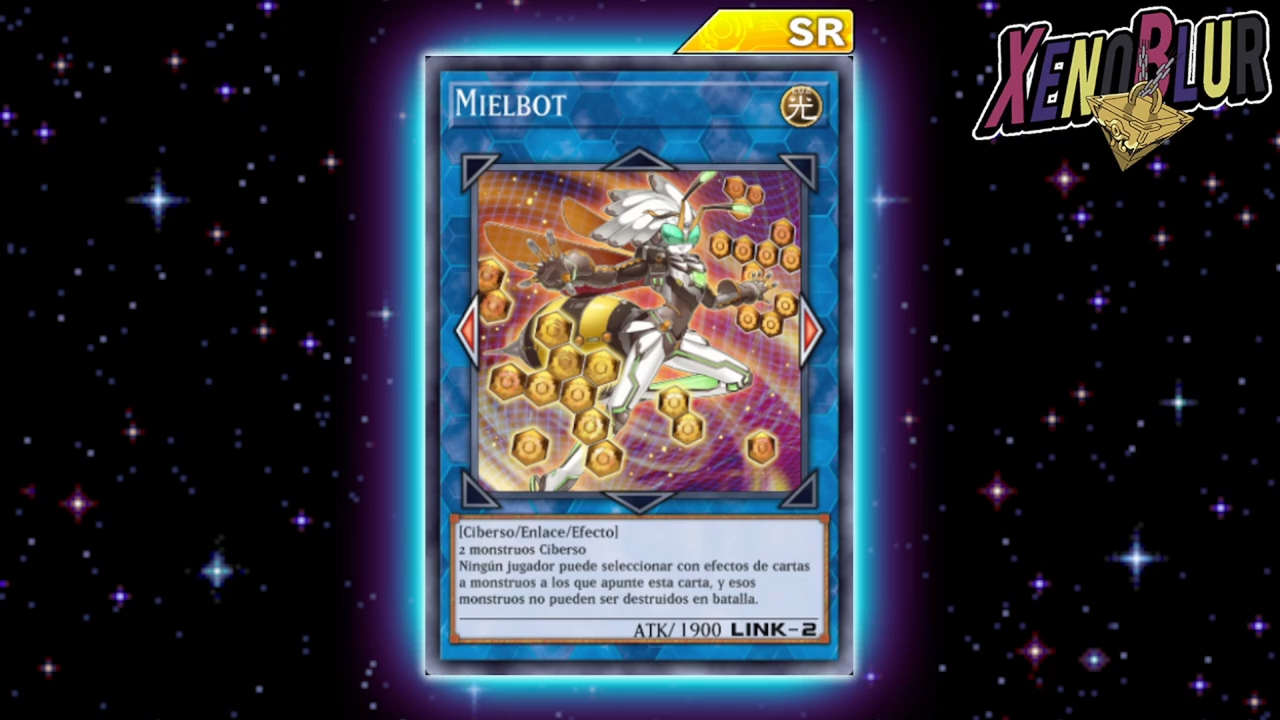 SR
XENOBLUR
MIELBOT
LUZ
光
[Ciberso/Enlace/Efecto]
2 monstruos Ciberso
Ningún jugador puede seleccionar con efectos de cartas
a monstruos a los que apunte esta carta, y esos
monstruos no pueden ser destruidos en batalla.
ATK/ 1900 LINK-2